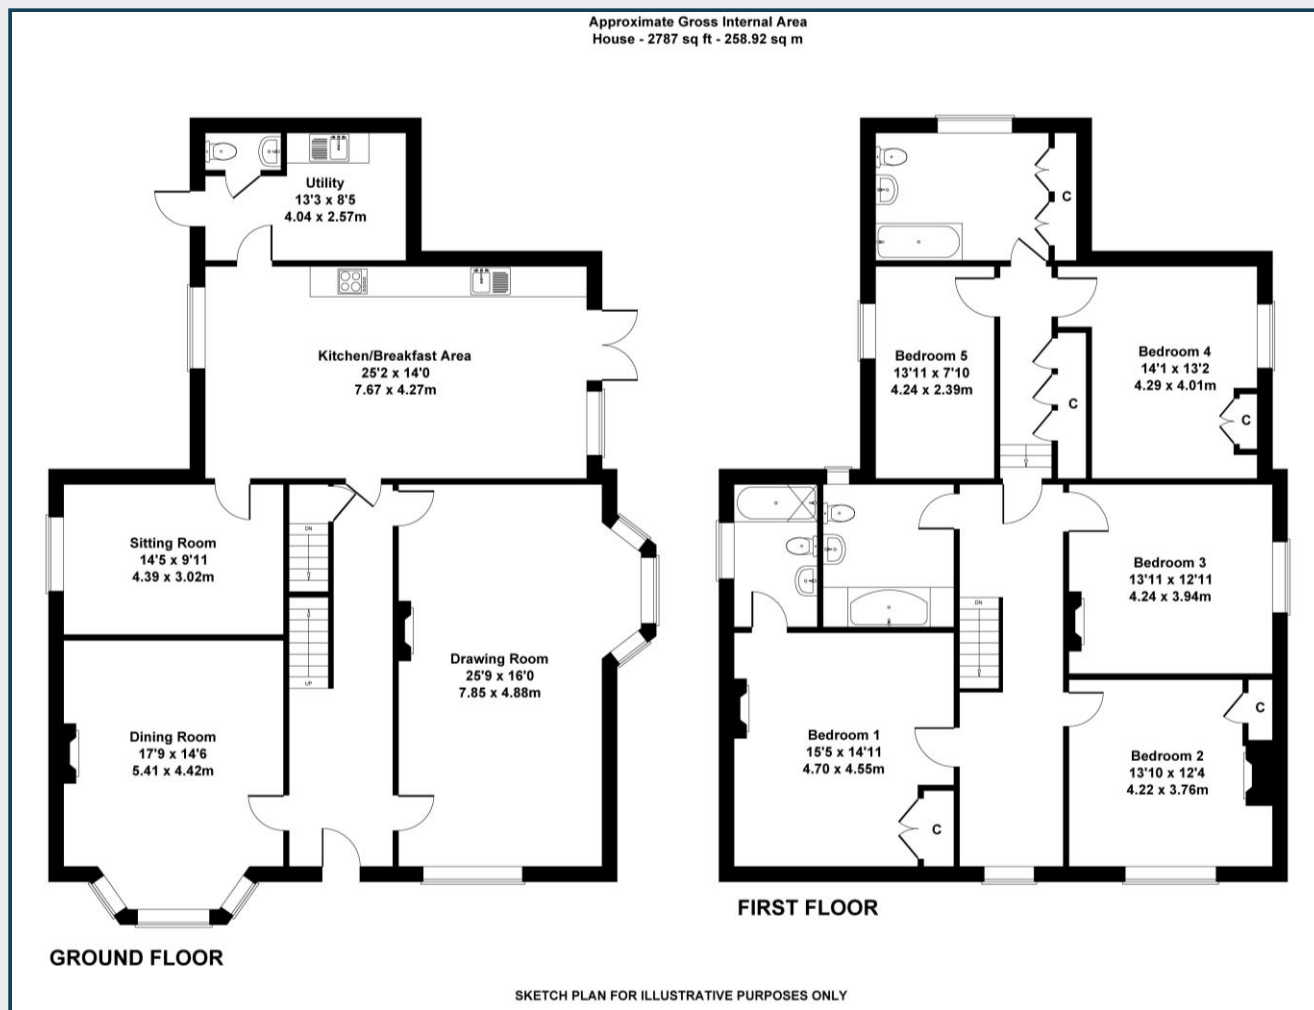 Approximate Gross Internal Area
House - 2787 sq ft - 258.92 sq m
Utility
13'3 x 8'5
4.04 x 2.57m
Kitchen/Breakfast Area
25'2 x 14'0
7.67 x 4.27m
Sitting Room
14'5 x 9'11
4.39 x 3.02m
DN
UP
Drawing Room
25'9 x 16'0
7.85 x 4.88m
Dining Room
17'9 x 14'6
5.41 x 4.42m
GROUND FLOOR
C
Bedroom 5
13'11 x 7'10
4.24 x 2.39m
Bedroom 4
14'1 x 13'2
4.29 x 4.01m
C
C
Bedroom 3
13'11 x 12'11
4.24 x 3.94m
DN
Bedroom 1
15'5 x 14'11
4.70 x 4.55m
C
Bedroom 2
13'10 x 12'4
4.22 x 3.76m
C
FIRST FLOOR
SKETCH PLAN FOR ILLUSTRATIVE PURPOSES ONLY